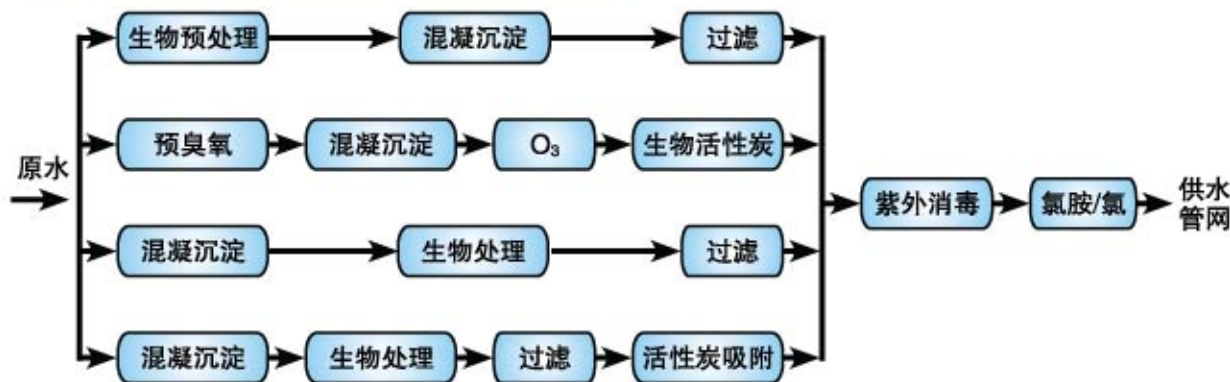 生物预处理
混凝沉淀
过滤
预臭氧
混凝沉淀
O₃
生物活性炭
原水
紫外消毒
氯胺/氯
供水
管网
混凝沉淀
生物处理
过滤
混凝沉淀
生物处理
过滤
活性炭吸附